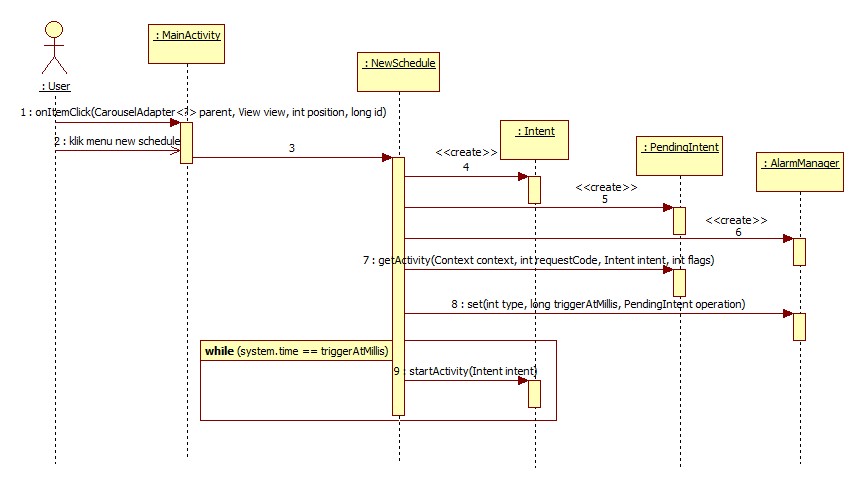 : MainActivity
: NewSchedule
: User
1 : onItemClick(CarouselAdapter<?> parent, View view, int position, long id)
: Intent
2 : klik menu new schedule
: PendingIntent
3
<<create>>
4
: AlarmManager
<<create>>
5
<<create>>
6
7 : getActivity(Context context, int requestCode, Intent intent, int flags)
8 : set(int type, long triggerAtMillis, PendingIntent operation)
while (system.time == triggerAtMillis)
9 : startActivity(Intent intent)